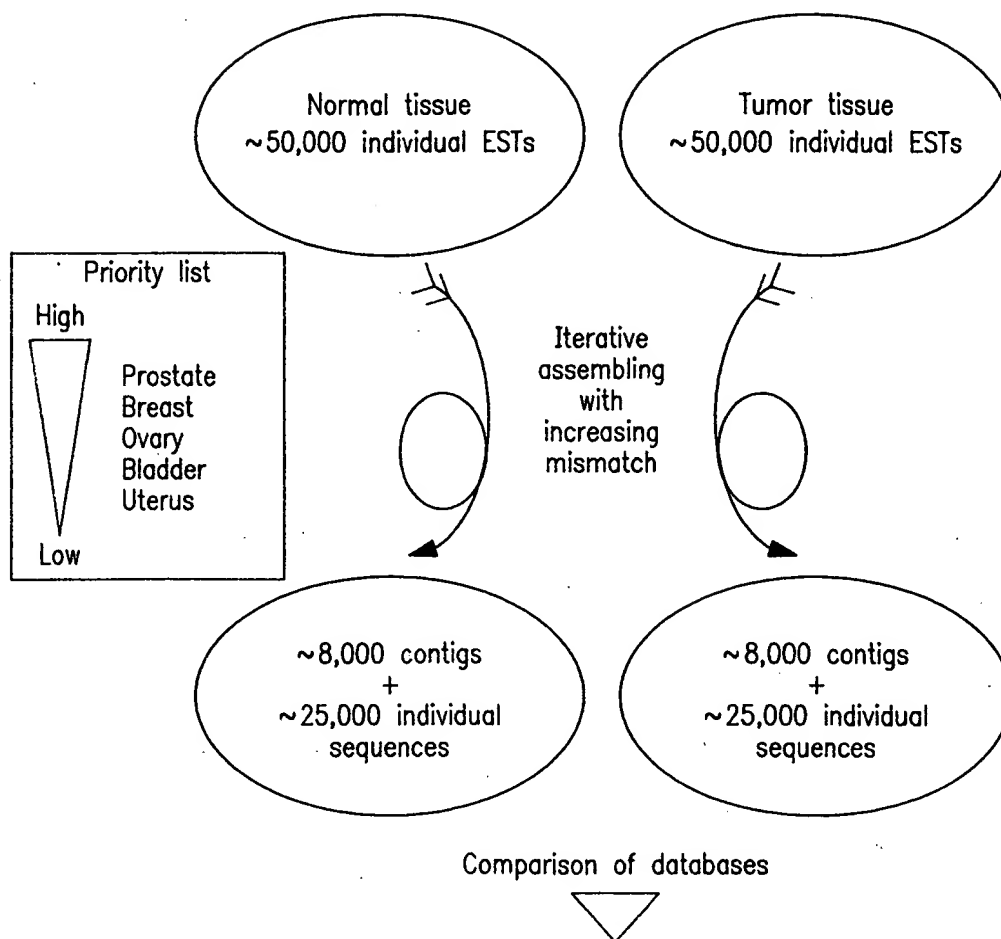 Normal tissue
~50,000 individual ESTs
Tumor tissue
~50,000 individual ESTs
Priority list
High
Prostate
Breast
Ovary
Bladder
Uterus
Low
Iterative
assembling
with
increasing
mismatch
~8,000 contigs
+
~25,000 individual
sequences
~8,000 contigs
+
~25,000 individual
sequences
Comparison of databases